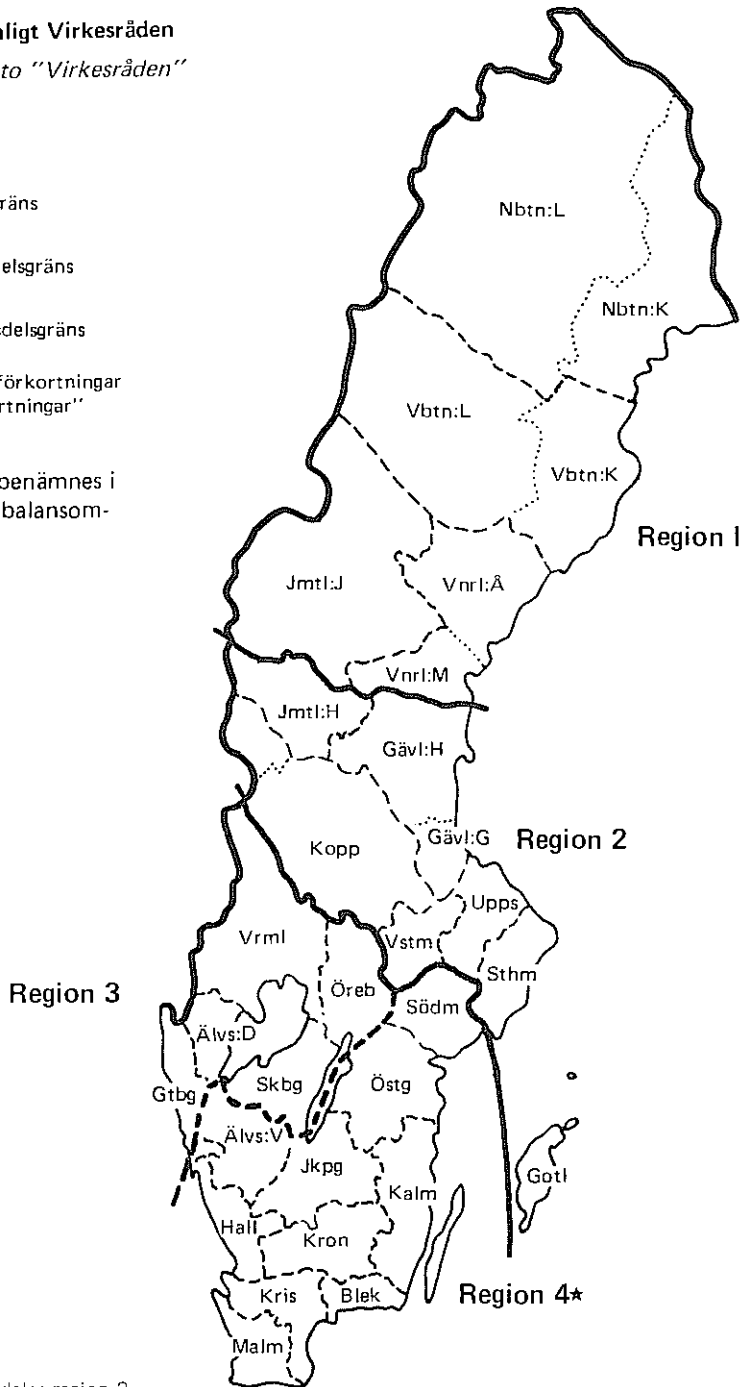 nligt Virkesråden
to "Virkesråden"
räns
elsgräns
delsgräns
förkortningar
rtningar"
benämnes i
balansom-
Nbtn:L
Nbtn:K
Vbtn:L
Vbtn:K
Region 1
Jmtl:J
Vnrl:Å
Vnrl:M
Jmtl:H
Gävl:H
Kopp
Gävl:G
Region 2
Upps
Vrml
Vstm
Sthm
Region 3
Öreb
Södm
Älvs:D
Skbg
Östg
Gtbg
Älvs:V
Jkpg
Gotl
Kalm
Hall
Kron
Kris
Blek
Region 4★
Malm